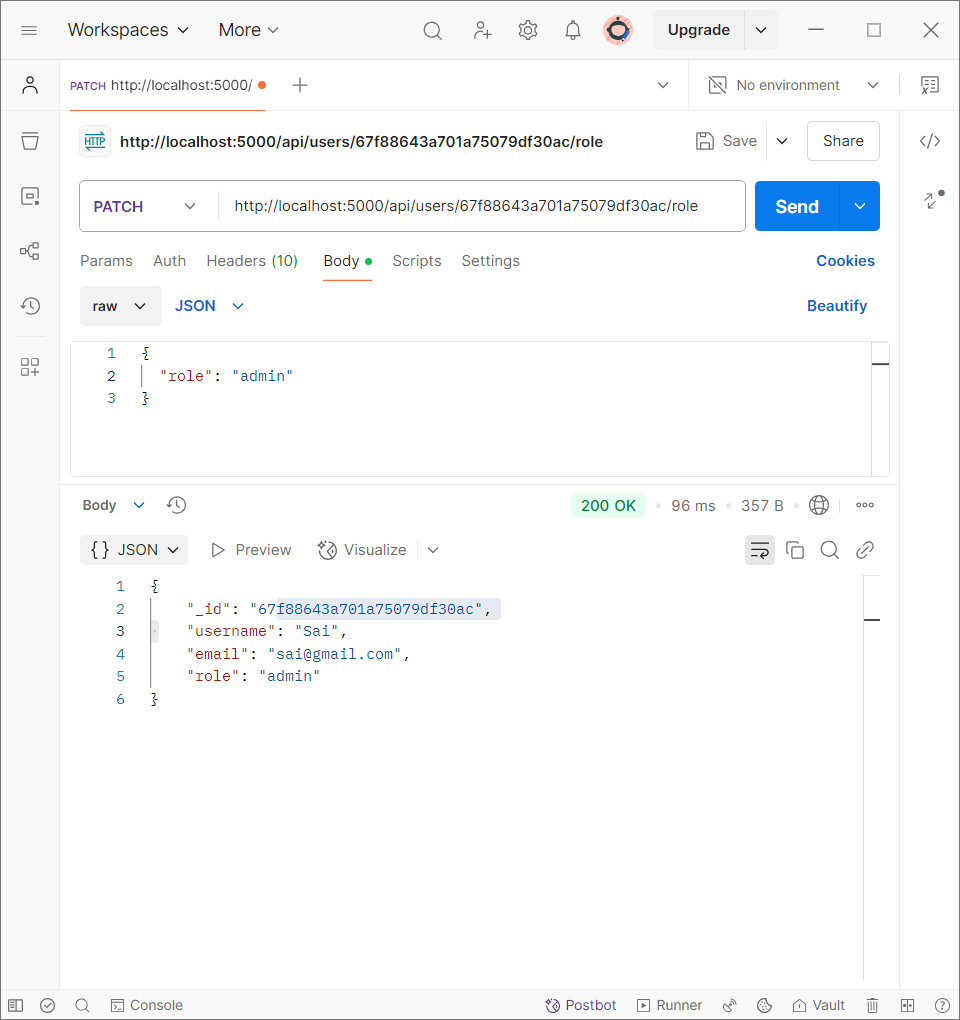 Workspaces More Upgrade
PATCH http://localhost:5000/ No environment
HTTP http://localhost:5000/api/users/67f88643a701a75079df30ac/role Save Share
PATCH http://localhost:5000/api/users/67f88643a701a75079df30ac/role Send
Params Auth Headers (10) Body Scripts Settings Cookies
raw JSON Beautify
1 {
2 "role": "admin"
3 }
Body 200 OK 96 ms 357 B
{} JSON Preview Visualize
1 {
2 "_id": "67f88643a701a75079df30ac",
3 "username": "Sai",
4 "email": "sai@gmail.com",
5 "role": "admin"
6 }
Console Postbot Runner Vault